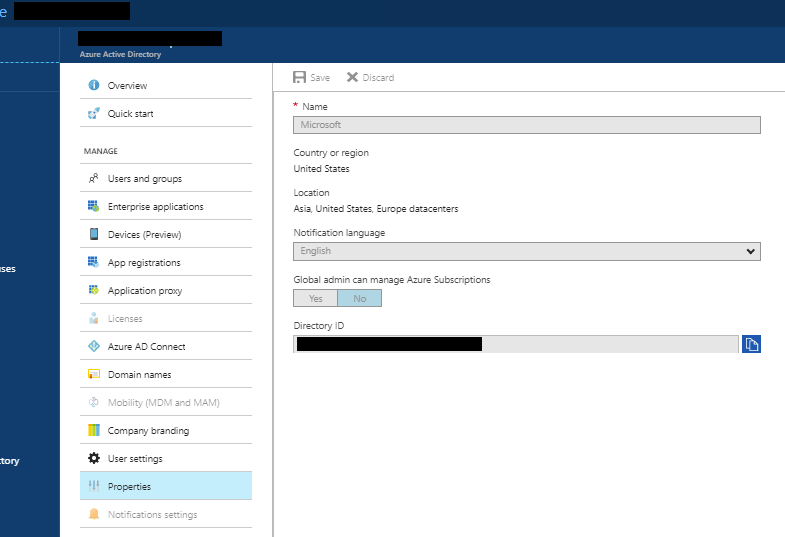 e
Azure Active Directory
Overview
Quick start
MANAGE
Users and groups
Enterprise applications
Devices (Preview)
App registrations
Application proxy
Licenses
Azure AD Connect
Domain names
Mobility (MDM and MAM)
Company branding
User settings
Properties
Notifications settings
uses
ctory
Save Discard
* Name
Microsoft
Country or region
United States
Location
Asia, United States, Europe datacenters
Notification language
English
Global admin can manage Azure Subscriptions
Yes No
Directory ID